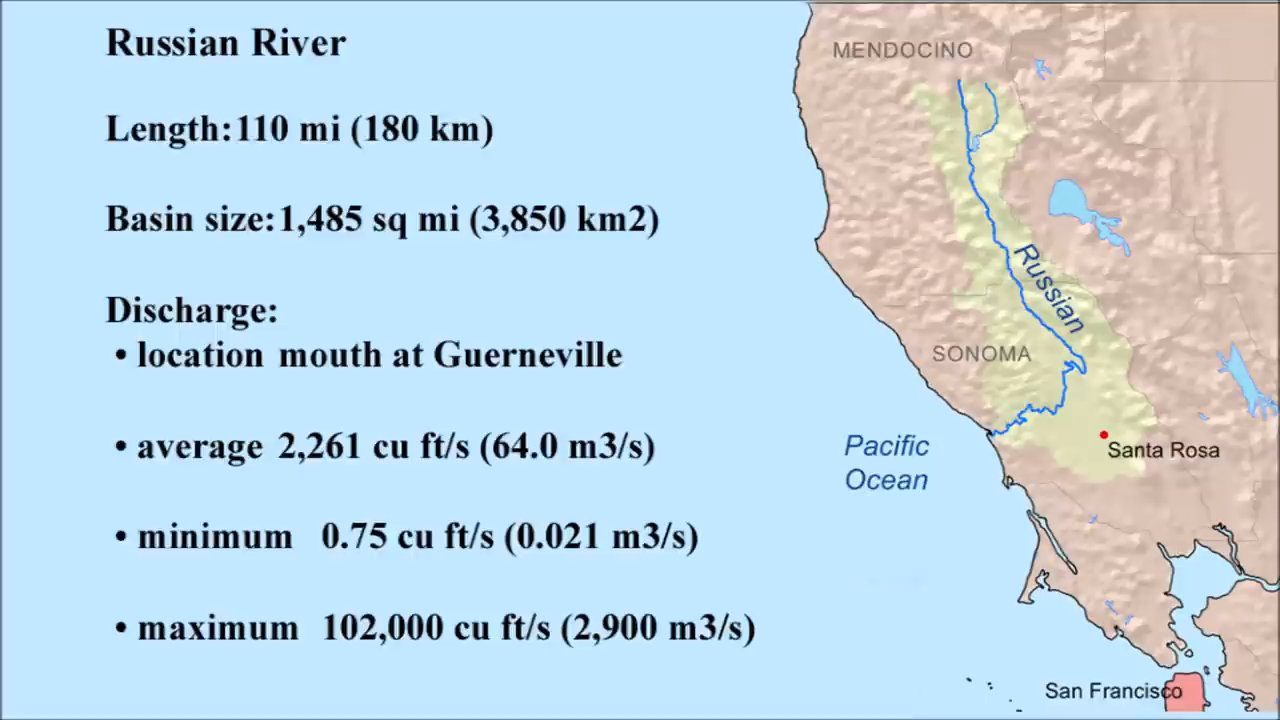 Russian River
Length:110 mi (180 km)
Basin size:1,485 sq mi (3,850 km2)
Discharge:
• location mouth at Guerneville
• average 2,261 cu ft/s (64.0 m3/s)
• minimum 0.75 cu ft/s (0.021 m3/s)
• maximum 102,000 cu ft/s (2,900 m3/s)
MENDOCINO
Russian
SONOMA
Pacific
Ocean
Santa Rosa
San Francisco